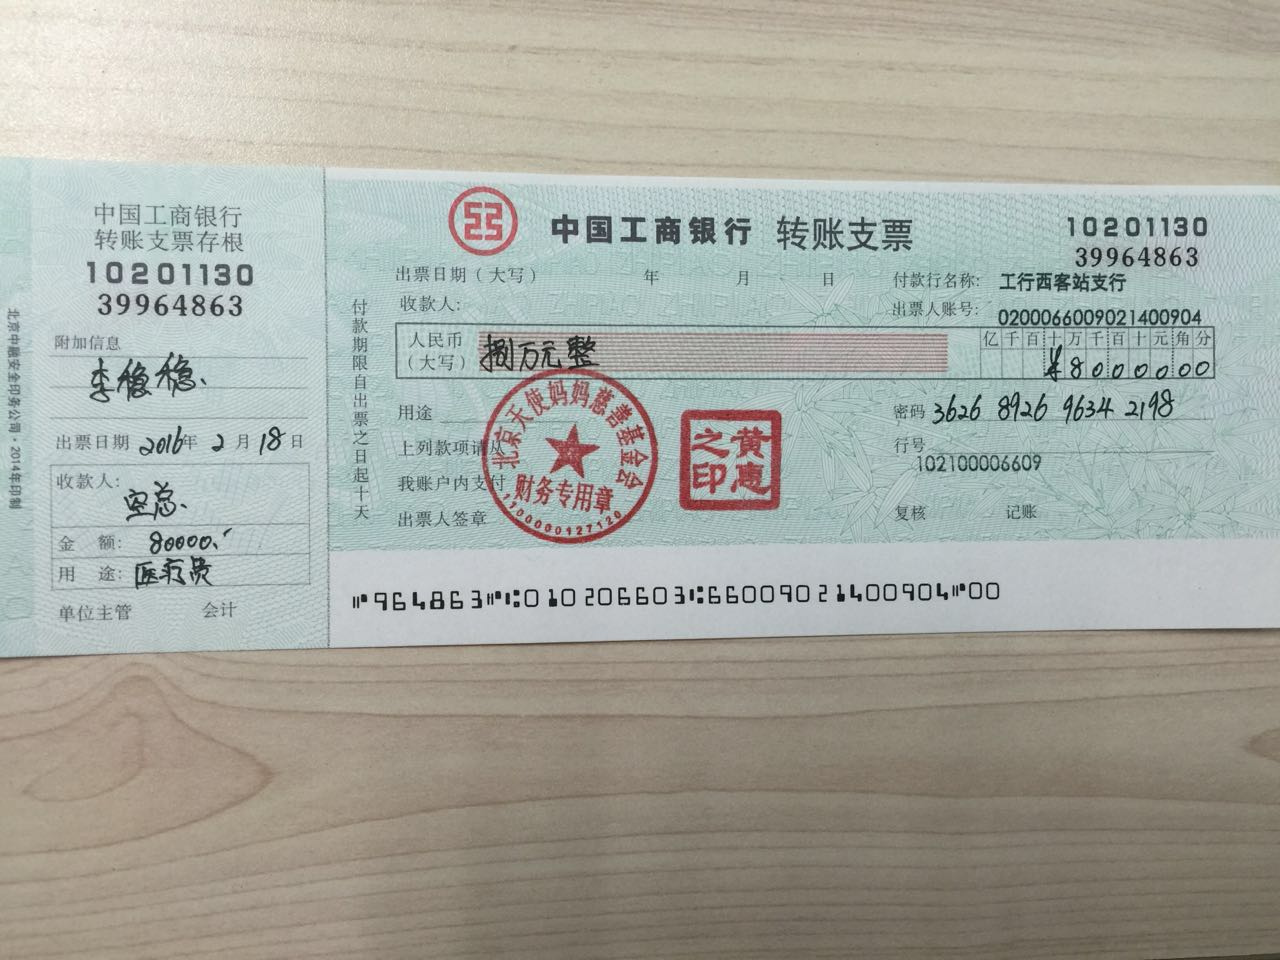 中国工商银行
转账支票存根
10201130
39964863
附加信息
李稳稳
出票日期 2016年 2月18日
收款人:
空总
金 额: 80000.-
用 途: 医疗费
单位主管 会计
北京中融安全印务公司·2014年印制
中国工商银行 转账支票
10201130
39964863
出票日期（大写） 年 月 日
付款行名称: 工行西客站支行
收款人:
出票人账号: 0200066009021400904
付款期限自出票之日起十天
人民币
（大写）
捌万元整
亿千百十万千百十元角分
¥8000000
用途
密码 3626 8926 9634 2198
上列款项请从
行号
102100006609
我账户内支付
出票人签章
复核 记账
北京天使妈妈慈善基金会
财务专用章
1100000127120
黄惠之印
⑈964863⑈⑆010206603⑆66009021400904⑈00